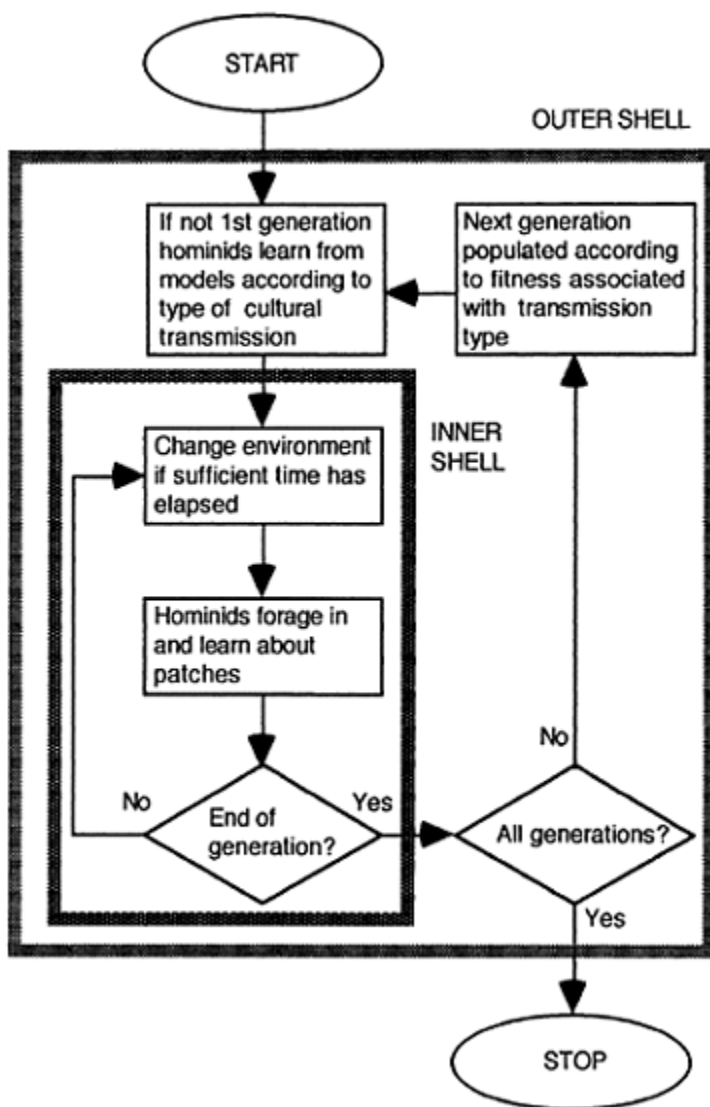 START
OUTER SHELL
If not 1st generation
hominids learn from
models according to
type of cultural
transmission
Next generation
populated according
to fitness associated
with transmission
type
INNER
SHELL
Change environment
if sufficient time has
elapsed
Hominids forage in
and learn about
patches
No
End of
generation?
Yes
No
All generations?
Yes
STOP